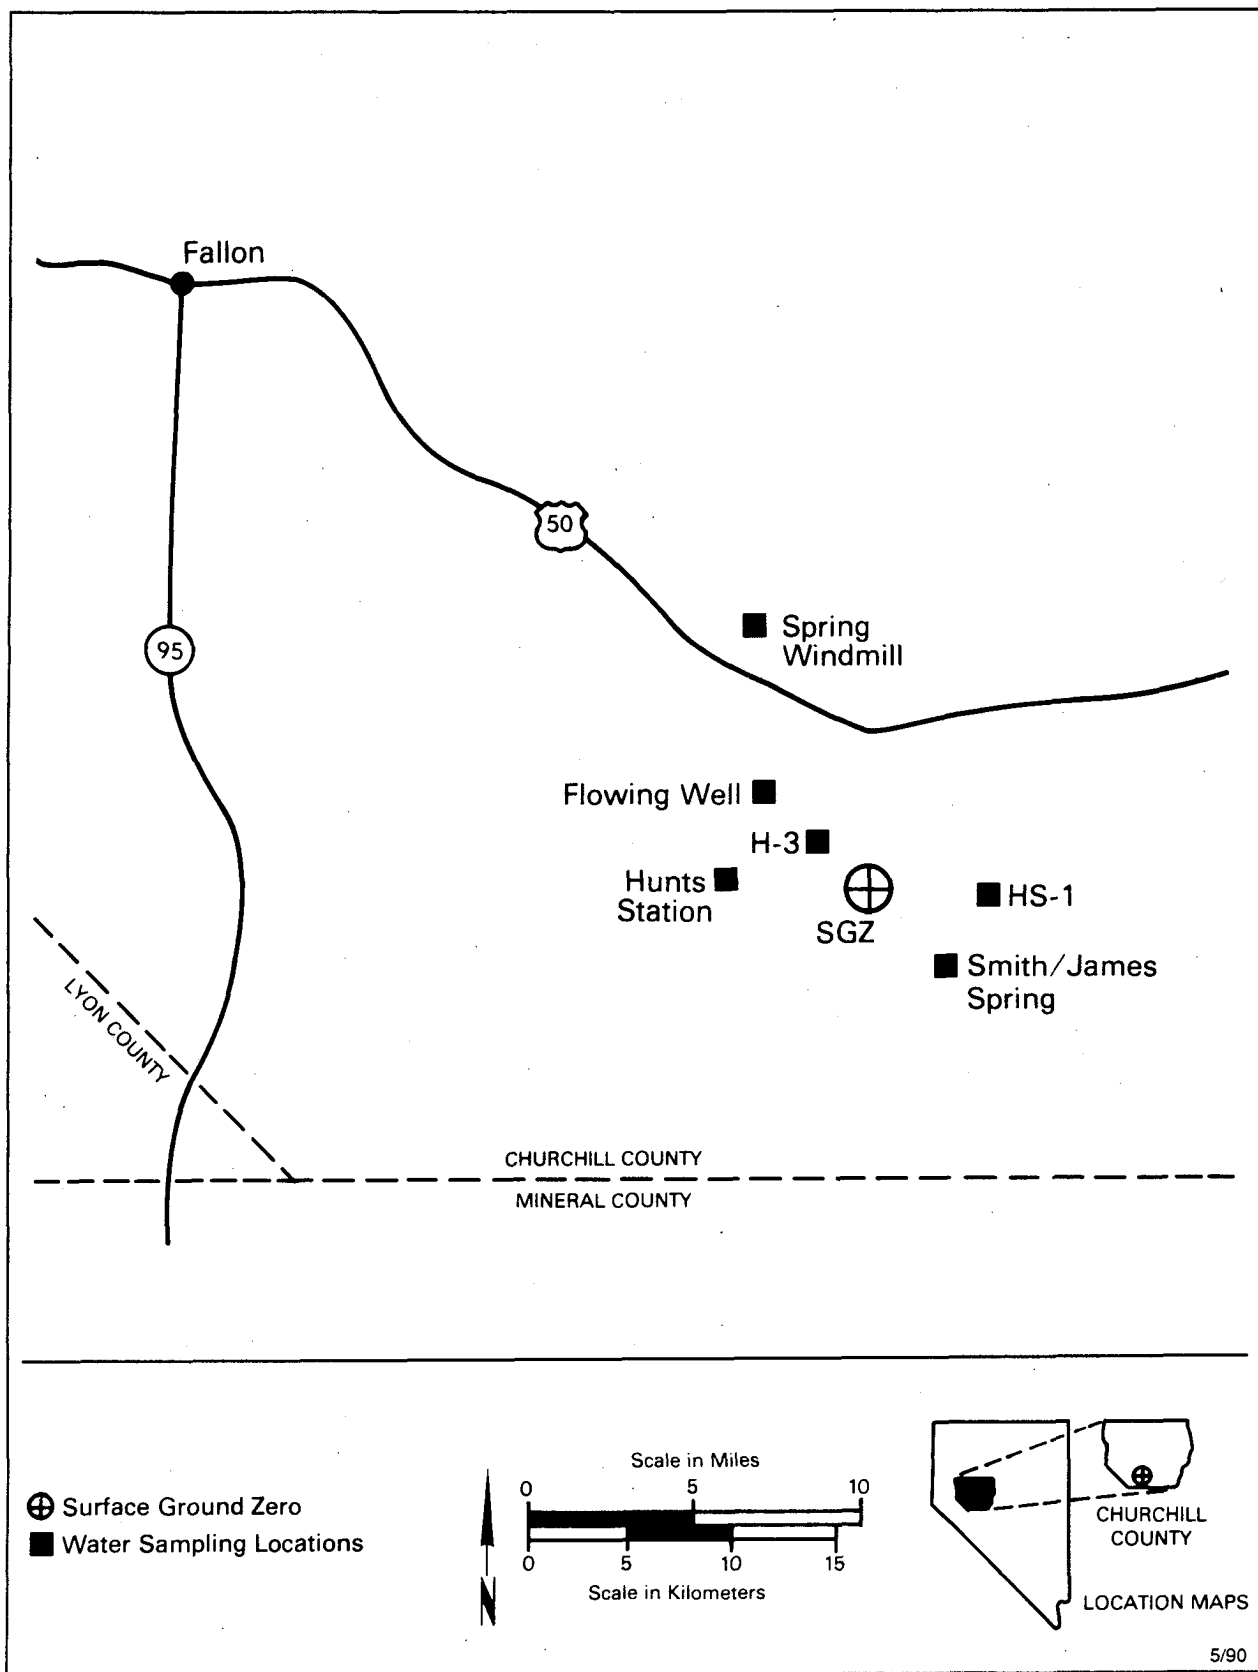 Fallon
50
95
Spring
Windmill
Flowing Well
H-3
Hunts
Station
SGZ
HS-1
Smith/James
Spring
LYON COUNTY
CHURCHILL COUNTY
MINERAL COUNTY
Surface Ground Zero
Water Sampling Locations
N
Scale in Miles
0 5 10
0 5 10 15
Scale in Kilometers
CHURCHILL
COUNTY
LOCATION MAPS
5/90